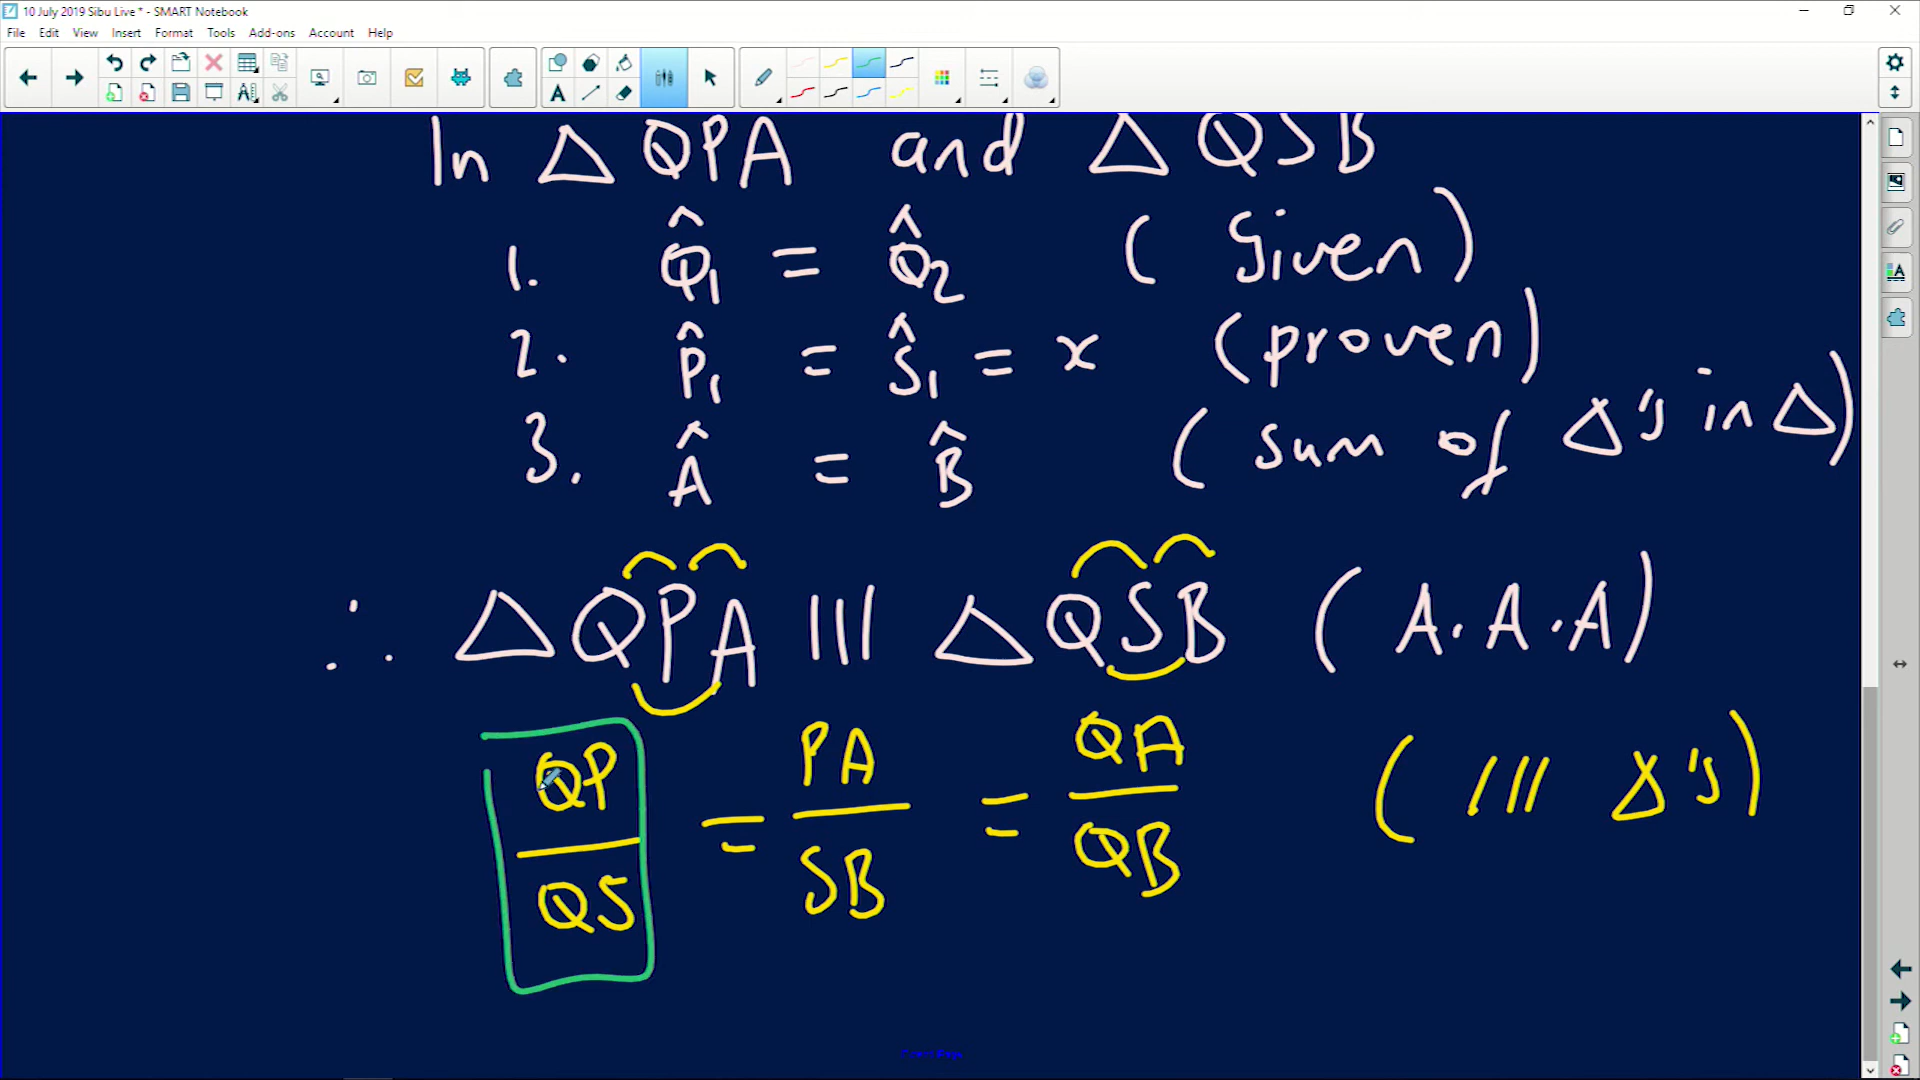 10 July 2019 Sibu Live * - SMART Notebook
File Edit View Insert Format Tools Add-ons Account Help
In △ QPA and △ QSB
1. Q̂₁ = Q̂₂ (Given)
2. P̂₁ = Ŝ₁ = x (proven)
3. Â = B̂ (sum of △'s in △)
∴ △QPA ||| △QSB (A.A.A)
QP/QS = PA/SB = QA/QB (||| △'s)